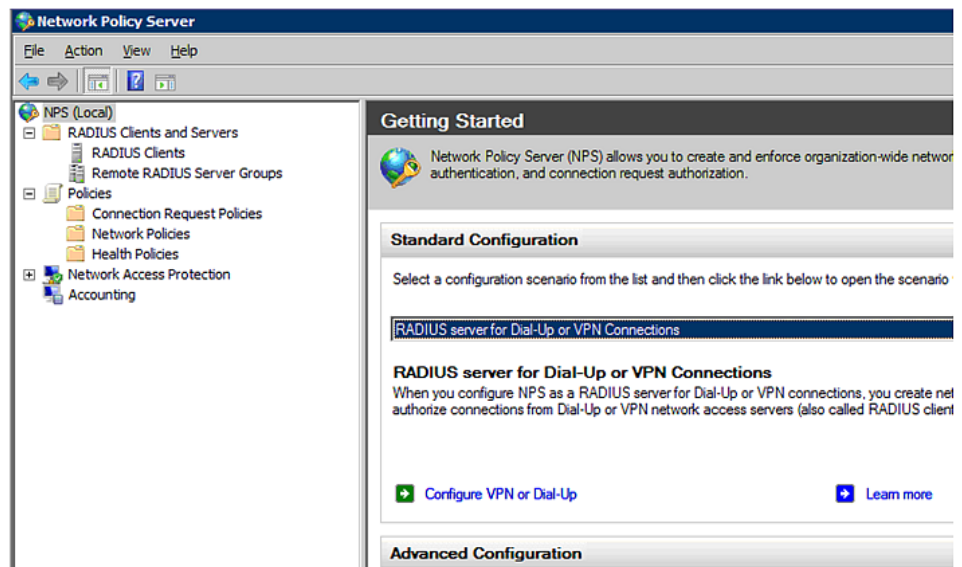 Network Policy Server
File Action View Help
NPS (Local)
RADIUS Clients and Servers
RADIUS Clients
Remote RADIUS Server Groups
Policies
Connection Request Policies
Network Policies
Health Policies
Network Access Protection
Accounting
Getting Started
Network Policy Server (NPS) allows you to create and enforce organization-wide networ
authentication, and connection request authorization.
Standard Configuration
Select a configuration scenario from the list and then click the link below to open the scenario
RADIUS server for Dial-Up or VPN Connections
RADIUS server for Dial-Up or VPN Connections
When you configure NPS as a RADIUS server for Dial-Up or VPN connections, you create net
authorize connections from Dial-Up or VPN network access servers (also called RADIUS client
Configure VPN or Dial-Up
Learn more
Advanced Configuration